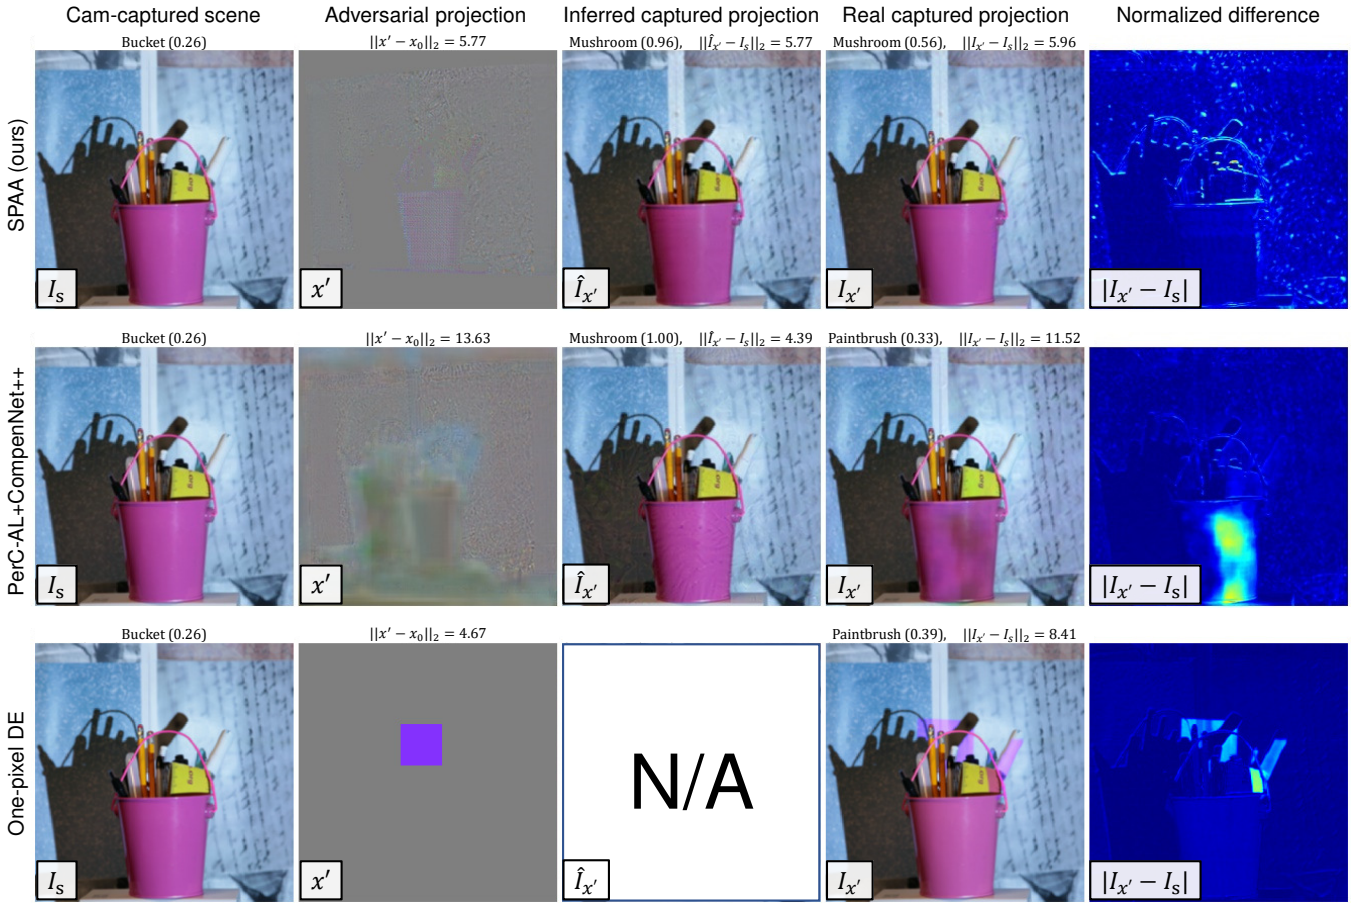 Cam-captured scene Adversarial projection Inferred captured projection Real captured projection Normalized difference
Bucket (0.26) ||x′ − x₀||₂ = 5.77 Mushroom (0.96), ||Îₓ′ − Iₛ||₂ = 5.77 Mushroom (0.56), ||Iₓ′ − Iₛ||₂ = 5.96
SPAA (ours)
Iₛ x′ Îₓ′ Iₓ′ |Iₓ′ − Iₛ|
Bucket (0.26) ||x′ − x₀||₂ = 13.63 Mushroom (1.00), ||Îₓ′ − Iₛ||₂ = 4.39 Paintbrush (0.33), ||Iₓ′ − Iₛ||₂ = 11.52
PerC-AL+CompenNet++
Iₛ x′ Îₓ′ Iₓ′ |Iₓ′ − Iₛ|
Bucket (0.26) ||x′ − x₀||₂ = 4.67 Paintbrush (0.39), ||Iₓ′ − Iₛ||₂ = 8.41
One-pixel DE
N/A
Iₛ x′ Îₓ′ Iₓ′ |Iₓ′ − Iₛ|